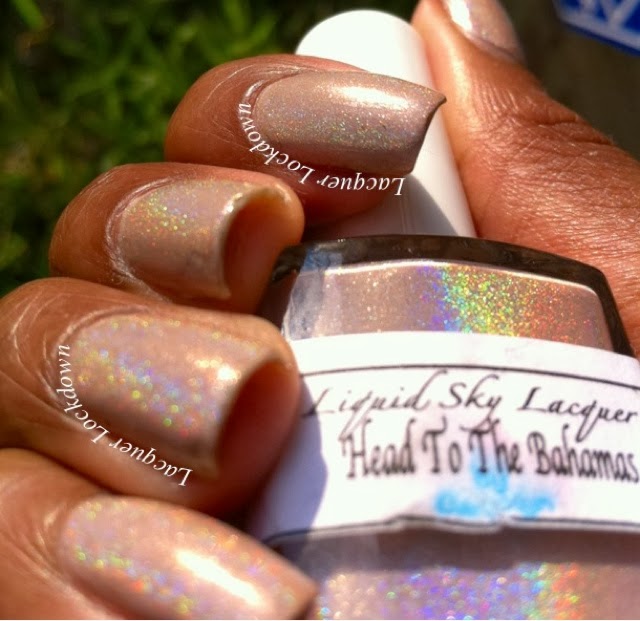 Lacquer Lockdown
Lacquer Lockdown
Liquid Sky Lacquer
Head To The Bahamas